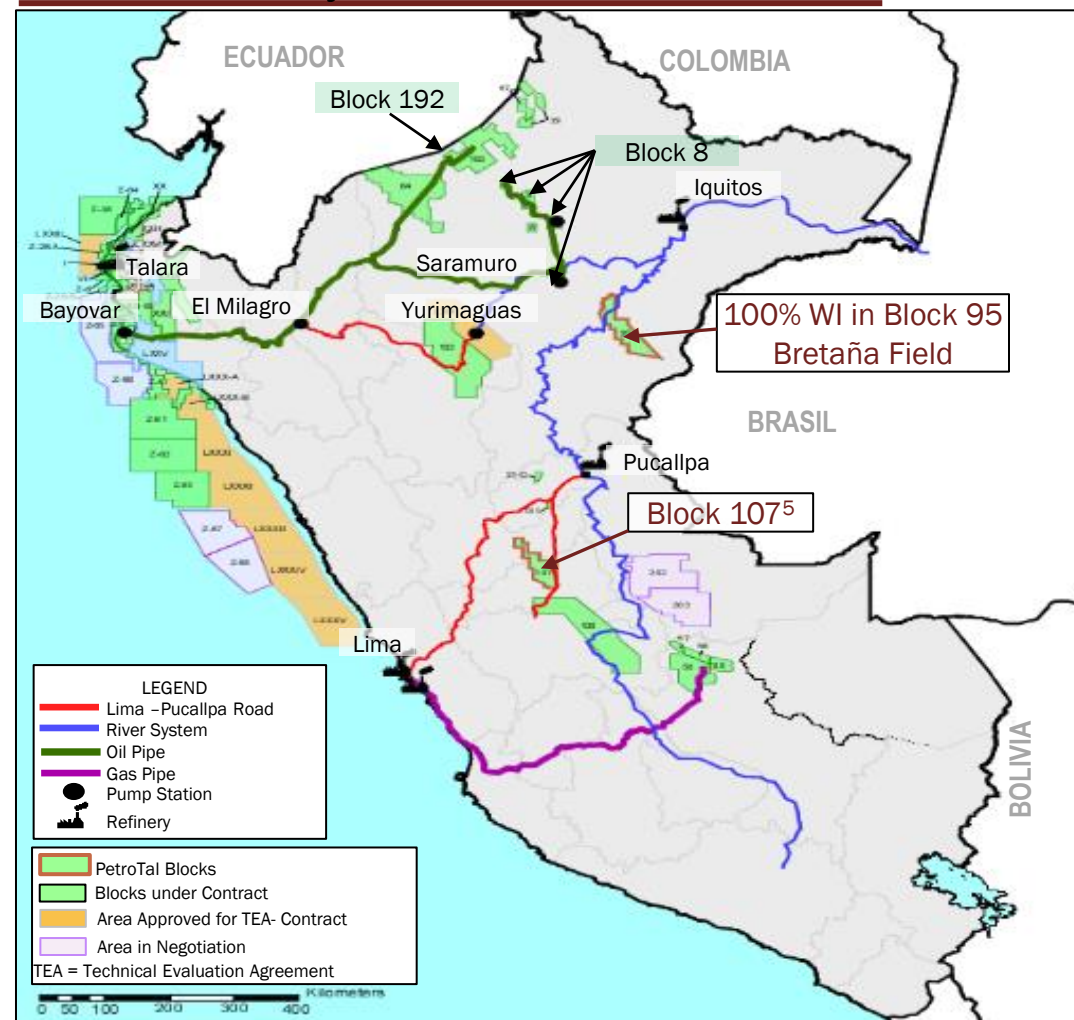 ECUADOR
COLOMBIA
Block 192
Block 8
Iquitos
XX
Talara
Saramuro
Bayovar
El Milagro
Yurimaguas
100% WI in Block 95
Bretaña Field
BRASIL
Pucallpa
Block 107⁵
Lima
BOLIVIA
LEGEND
Lima –Pucallpa Road
River System
Oil Pipe
Gas Pipe
Pump Station
Refinery
PetroTal Blocks
Blocks under Contract
Area Approved for TEA- Contract
Area in Negotiation
TEA = Technical Evaluation Agreement
Kilometers
0 50 100 200 300 400